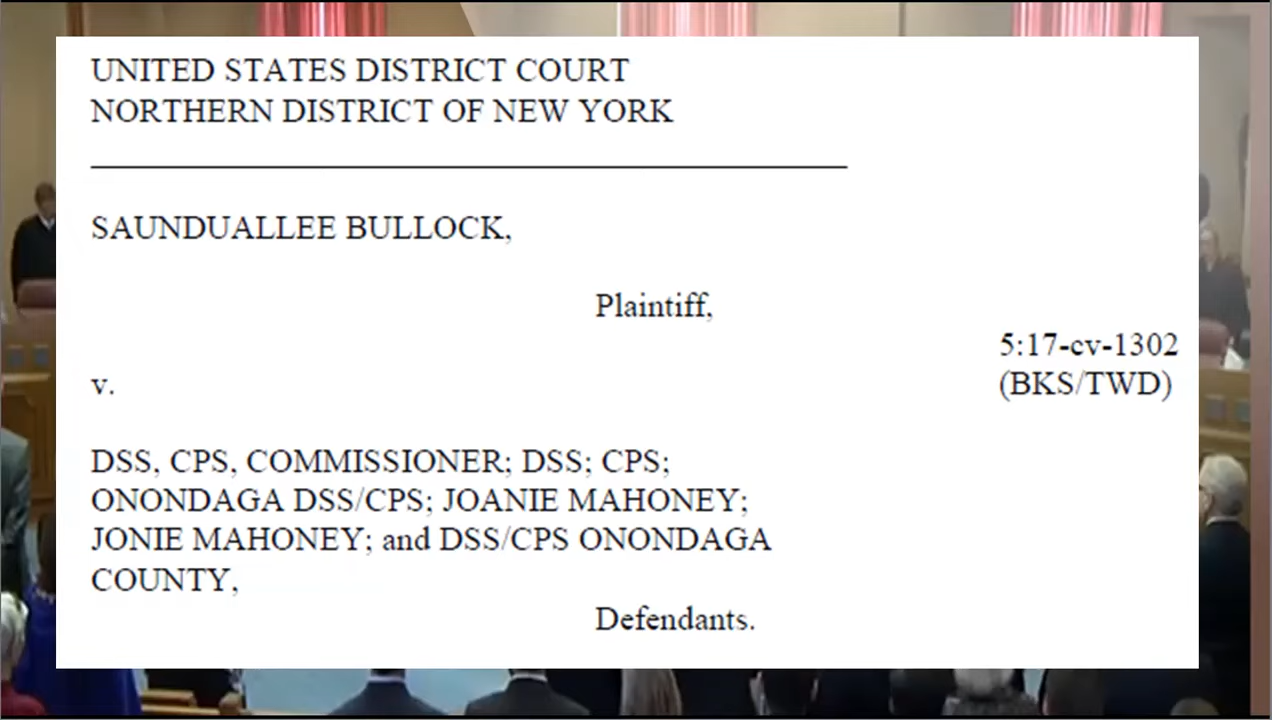 UNITED STATES DISTRICT COURT
NORTHERN DISTRICT OF NEW YORK
SAUNDUALLEE BULLOCK,
Plaintiff,
5:17-cv-1302
v.
(BKS/TWD)
DSS, CPS, COMMISSIONER; DSS; CPS;
ONONDAGA DSS/CPS; JOANIE MAHONEY;
JONIE MAHONEY; and DSS/CPS ONONDAGA
COUNTY,
Defendants.